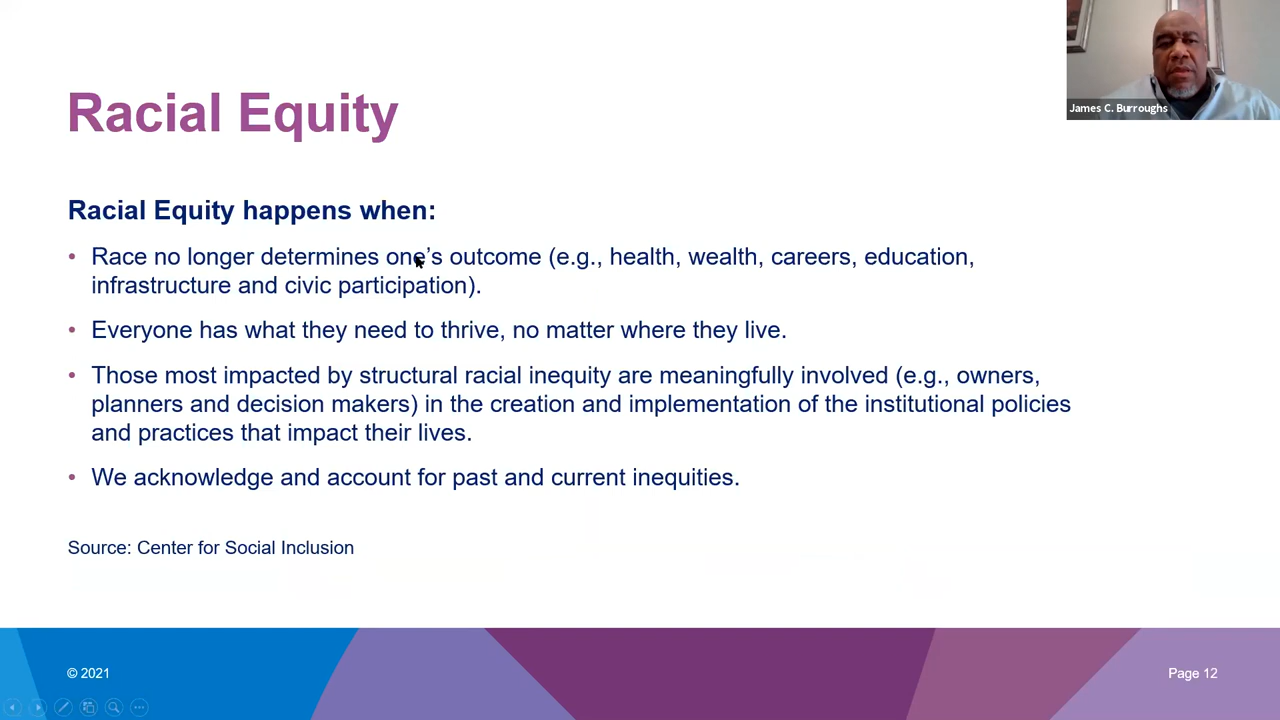 Racial Equity
James C. Burroughs
Racial Equity happens when:
• Race no longer determines one’s outcome (e.g., health, wealth, careers, education,
infrastructure and civic participation).
• Everyone has what they need to thrive, no matter where they live.
• Those most impacted by structural racial inequity are meaningfully involved (e.g., owners,
planners and decision makers) in the creation and implementation of the institutional policies
and practices that impact their lives.
• We acknowledge and account for past and current inequities.
Source: Center for Social Inclusion
© 2021
Page 12